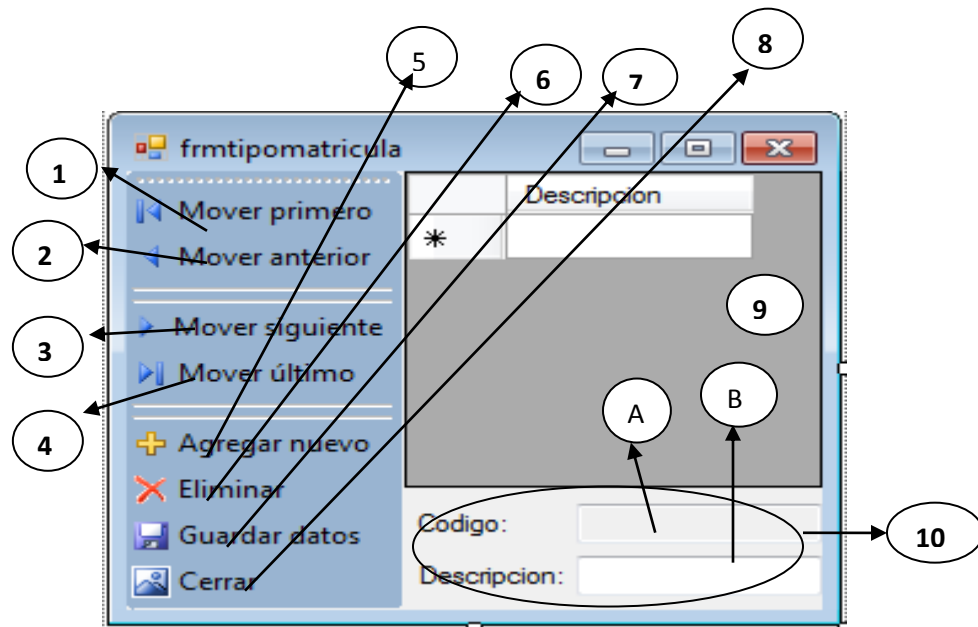 5
6
7
8
frmtipomatricula
1
Mover primero
Descripcion
2
Mover anterior
9
3
Mover siguiente
Mover último
A
B
4
Agregar nuevo
Eliminar
Codigo:
10
Guardar datos
Descripcion:
Cerrar